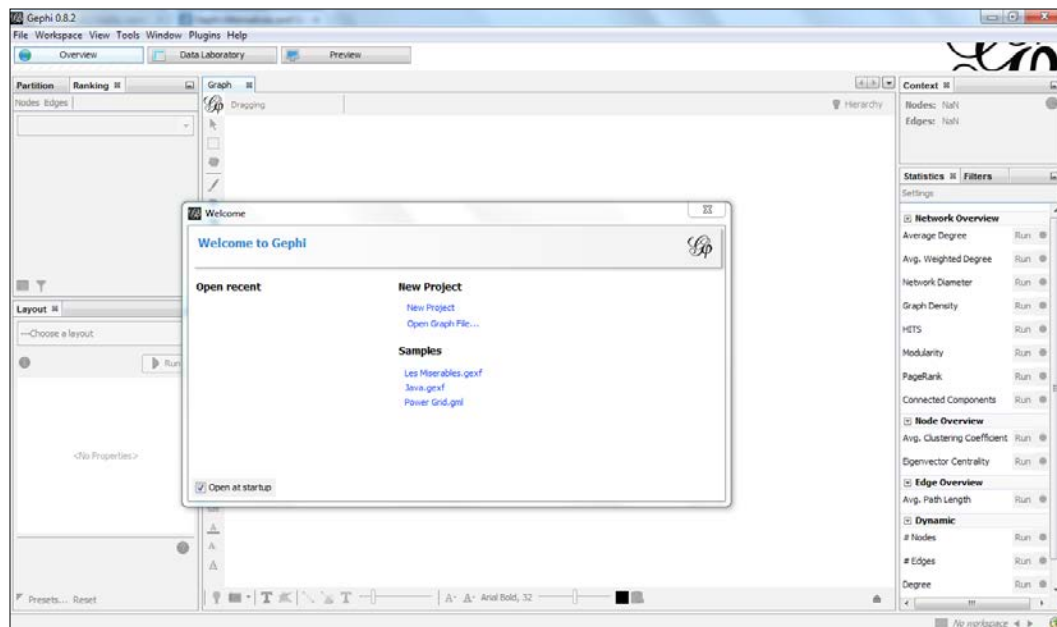 Gephi 0.8.2
File Workspace View Tools Window Plugins Help
Overview
Data Laboratory
Preview
Partition
Ranking
Nodes Edges
Layout
---Choose a layout
Run
<No Properties>
Presets... Reset
Graph
Dragging
Hierarchy
Welcome
Welcome to Gephi
Open recent
New Project
New Project
Open Graph File...
Samples
Les Miserables.gexf
Java.gexf
Power Grid.gml
Open at startup
Arial Bold, 32
Context
Nodes: NaN
Edges: NaN
Statistics
Filters
Settings
Network Overview
Average Degree Run
Avg. Weighted Degree Run
Network Diameter Run
Graph Density Run
HITS Run
Modularity Run
PageRank Run
Connected Components Run
Node Overview
Avg. Clustering Coefficient Run
Eigenvector Centrality Run
Edge Overview
Avg. Path Length Run
Dynamic
# Nodes Run
# Edges Run
Degree Run
No workspace